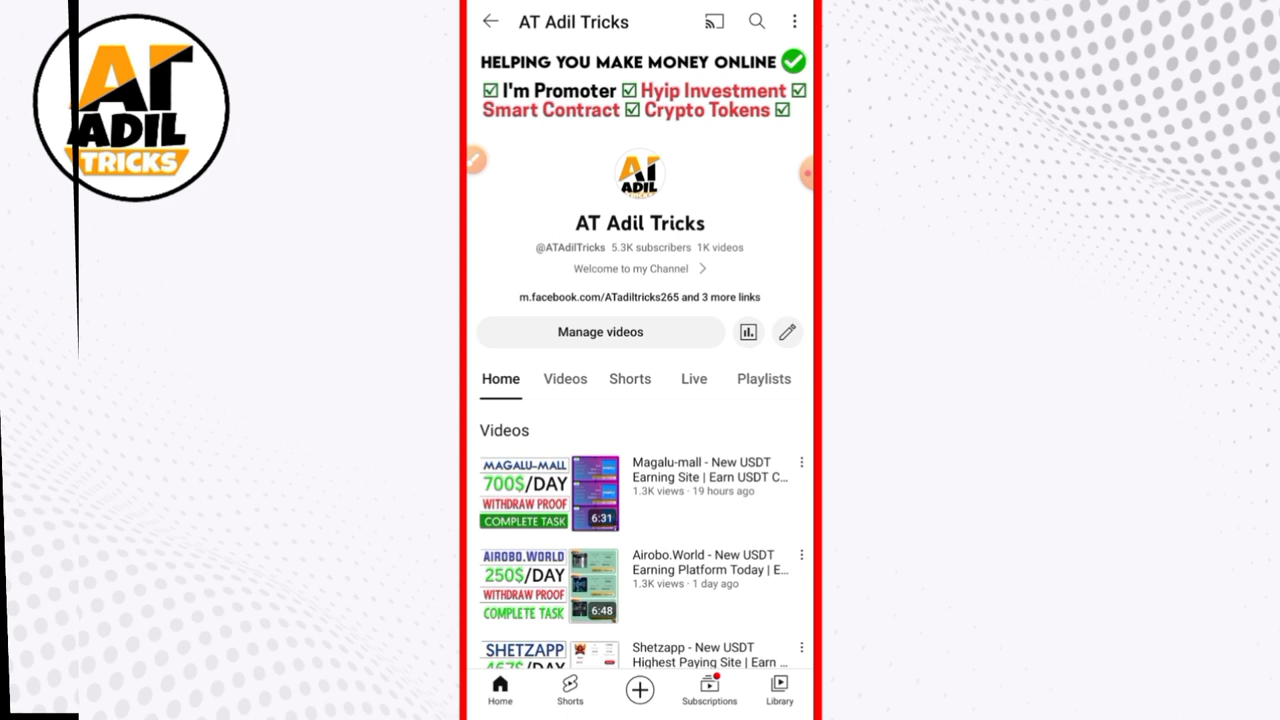 AT
ADIL
TRICKS
AT Adil Tricks
HELPING YOU MAKE MONEY ONLINE
☑ I'm Promoter ☑ Hyip Investment ☑
Smart Contract ☑ Crypto Tokens ☑
AT
ADIL
AT Adil Tricks
@ATAdilTricks 5.3K subscribers 1K videos
Welcome to my Channel
m.facebook.com/ATadiltricks265 and 3 more links
Manage videos
Home Videos Shorts Live Playlists
Videos
MAGALU-MALL
700$/DAY
WITHDRAW PROOF
COMPLETE TASK
6:31
Magalu-mall - New USDT
Earning Site | Earn USDT C...
1.3K views · 19 hours ago
AIROBO.WORLD
250$/DAY
WITHDRAW PROOF
COMPLETE TASK
6:48
Airobo.World - New USDT
Earning Platform Today | E...
1.3K views · 1 day ago
SHETZAPP
467$/DAY
Shetzapp - New USDT
Highest Paying Site | Earn ...
Home Shorts Subscriptions Library